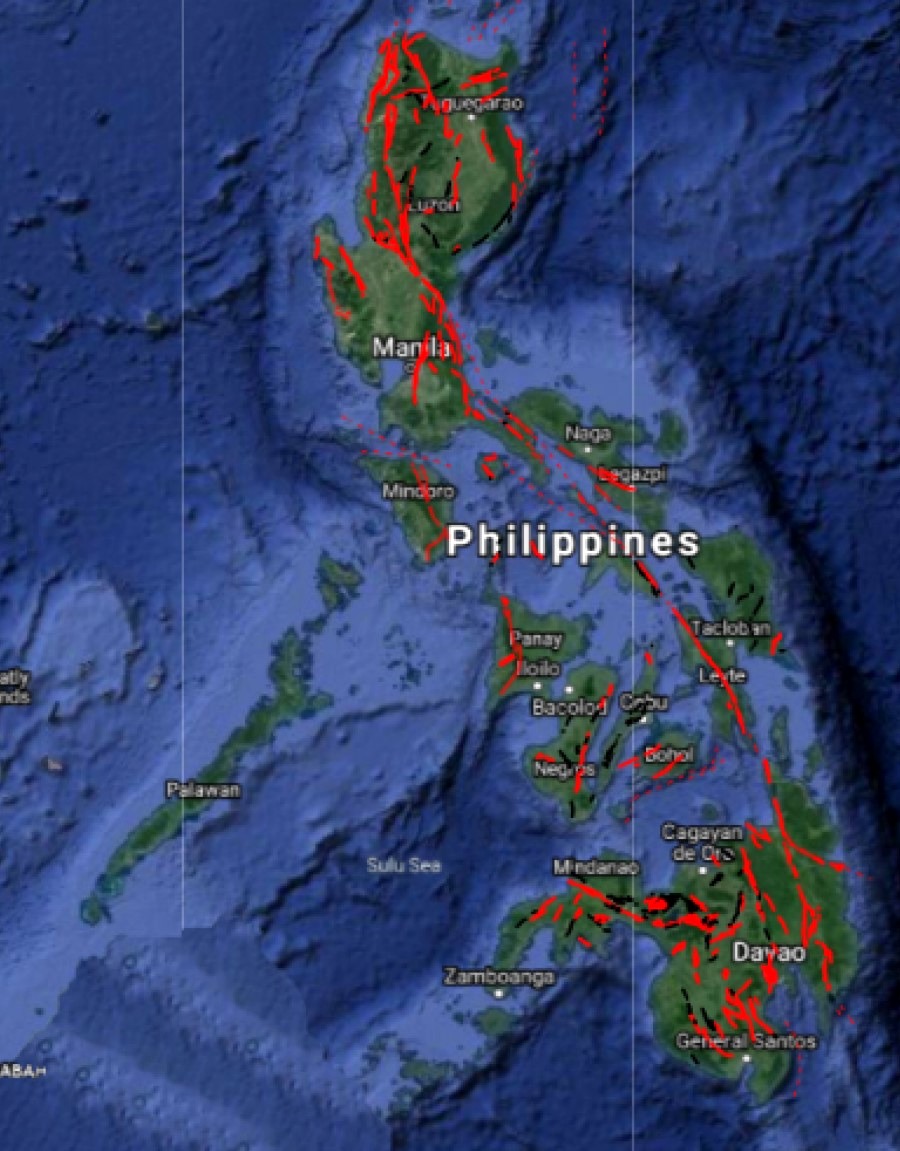 Tuguegarao
Luzon
Manila
Naga
Legazpi
Mindoro
Philippines
Panay
Tacloban
Iloilo
Leyte
Bacolod
Cebu
Bohol
Negros
Palawan
Cagayan
de Oro
Sulu Sea
Mindanao
Davao
Zamboanga
General Santos
ABAH